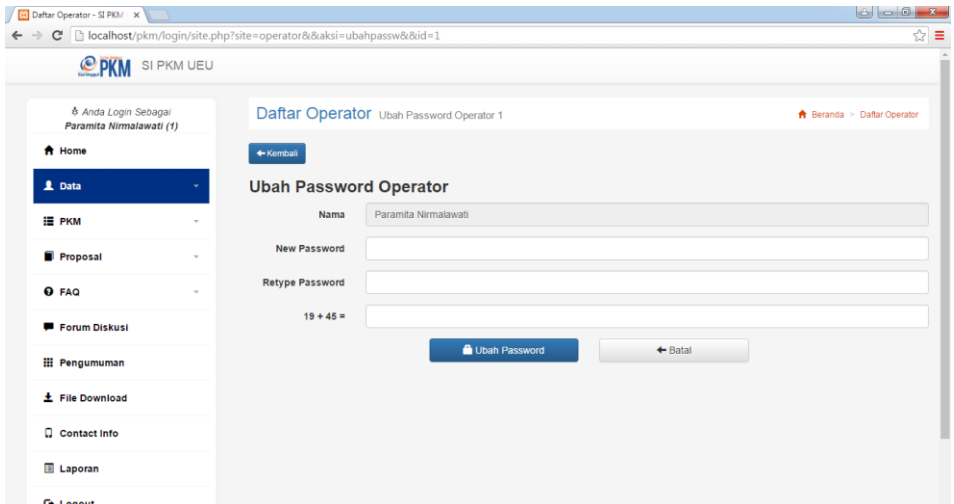 Daftar Operator - SI PKM
localhost/pkm/login/site.php?site=operator&&aksi=ubahpassw&&id=1
PKM SI PKM UEU
Anda Login Sebagai
Paramita Nirmalawati (1)
Home
Data
PKM
Proposal
FAQ
Forum Diskusi
Pengumuman
File Download
Contact Info
Laporan
Logout
Daftar Operator Ubah Password Operator 1
Beranda > Daftar Operator
Kembali
Ubah Password Operator
Nama Paramita Nirmalawati
New Password
Retype Password
19 + 45 =
Ubah Password Batal